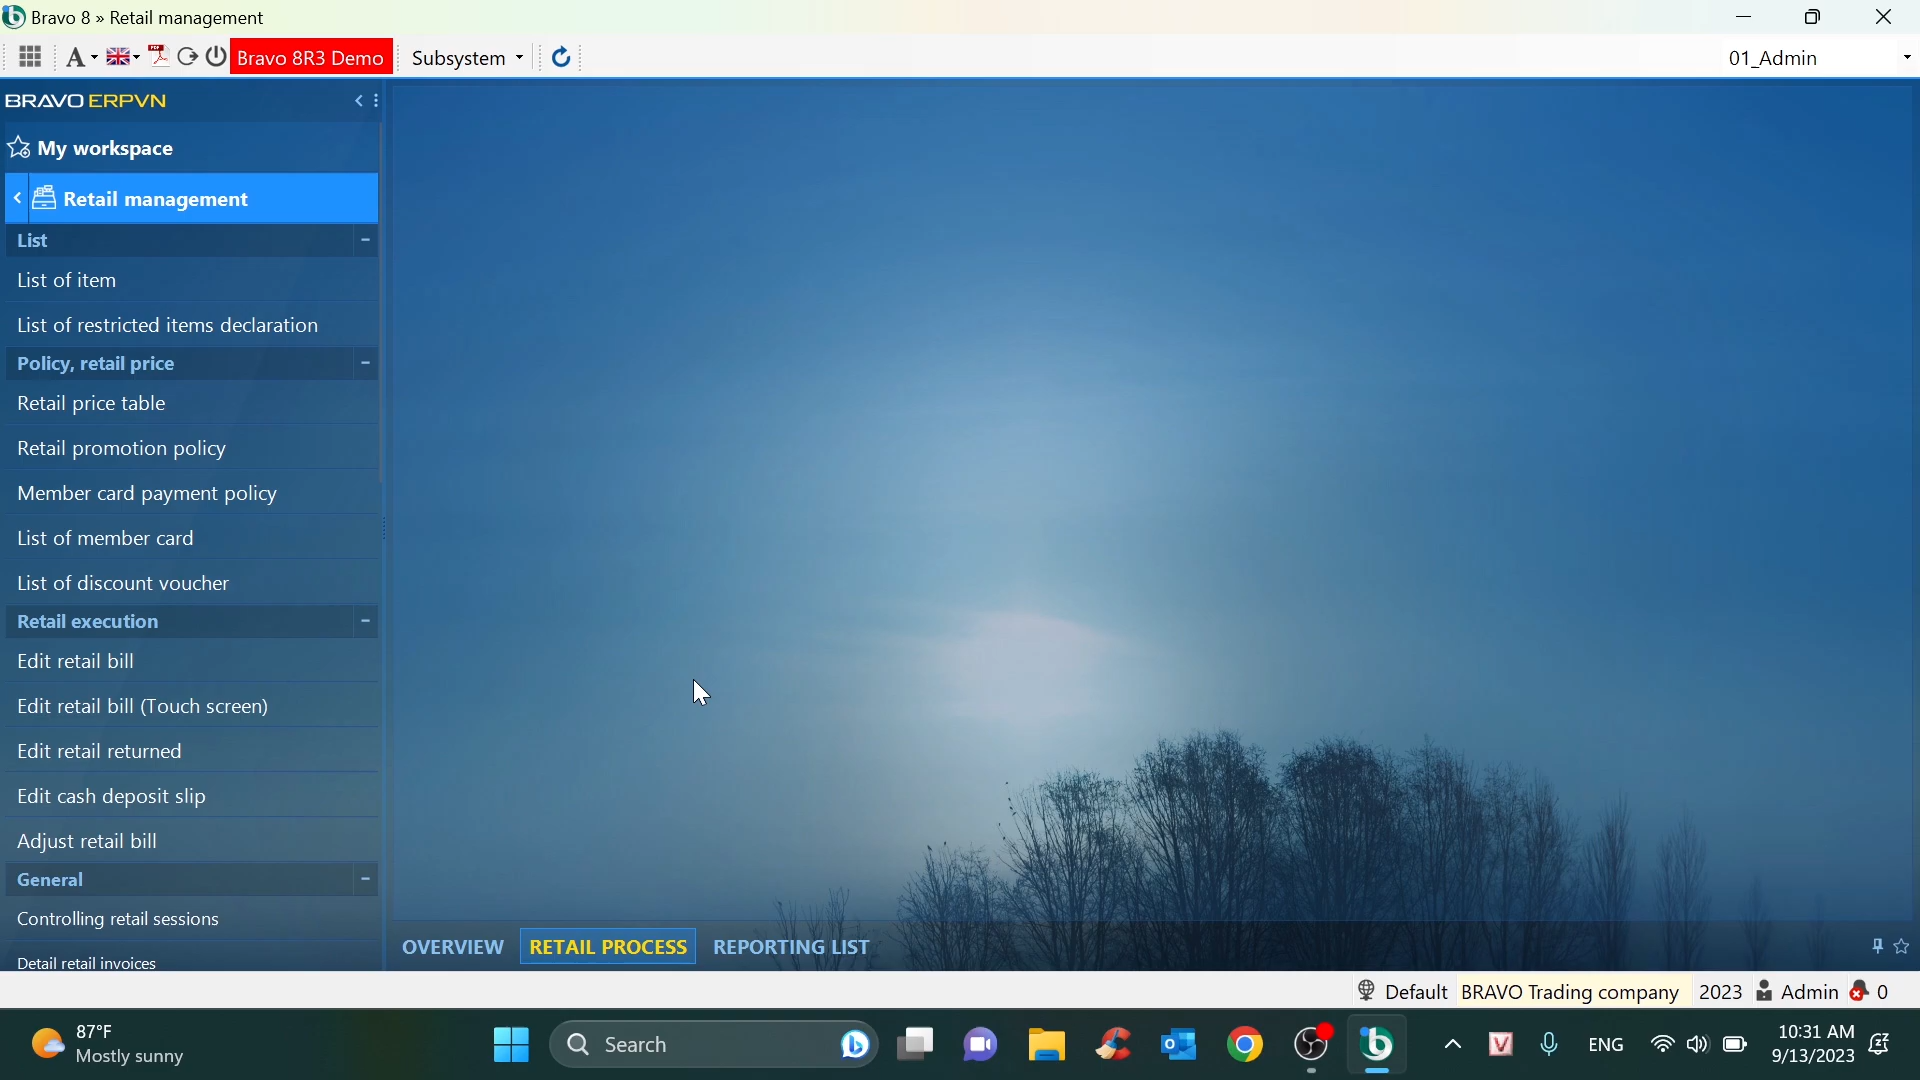 Bravo 8 » Retail management
A
PDF
Bravo 8R3 Demo
Subsystem
01_Admin
BRAVO ERPVN
My workspace
Retail management
List
List of item
List of restricted items declaration
Policy, retail price
Retail price table
Retail promotion policy
Member card payment policy
List of member card
List of discount voucher
Retail execution
Edit retail bill
Edit retail bill (Touch screen)
Edit retail returned
Edit cash deposit slip
Adjust retail bill
General
Controlling retail sessions
Detail retail invoices
OVERVIEW RETAIL PROCESS REPORTING LIST
Default BRAVO Trading company 2023 Admin 0
87°F
Mostly sunny
Search
V
ENG
10:31 AM
9/13/2023